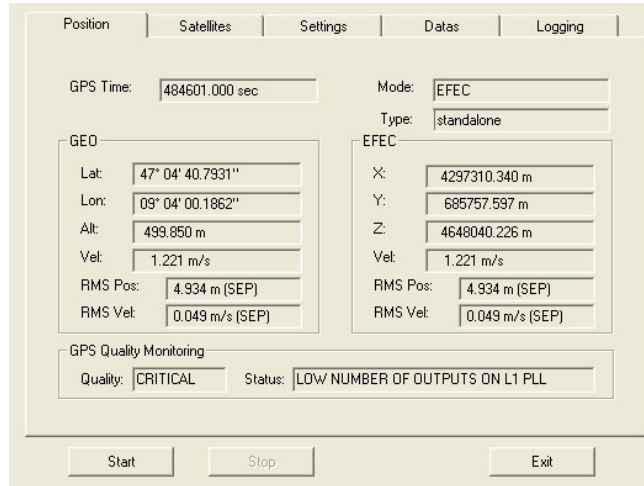 Position Satellites Settings Datas Logging
GPS Time: 484601.000 sec Mode: EFEC
Type: standalone
GEO EFEC
Lat: 47° 04' 40.7931'' X: 4297310.340 m
Lon: 09° 04' 00.1862'' Y: 685757.597 m
Alt: 499.850 m Z: 4648040.226 m
Vel: 1.221 m/s Vel: 1.221 m/s
RMS Pos: 4.934 m (SEP) RMS Pos: 4.934 m (SEP)
RMS Vel: 0.049 m/s (SEP) RMS Vel: 0.049 m/s (SEP)
GPS Quality Monitoring
Quality: CRITICAL Status: LOW NUMBER OF OUTPUTS ON L1 PLL
Start Stop Exit